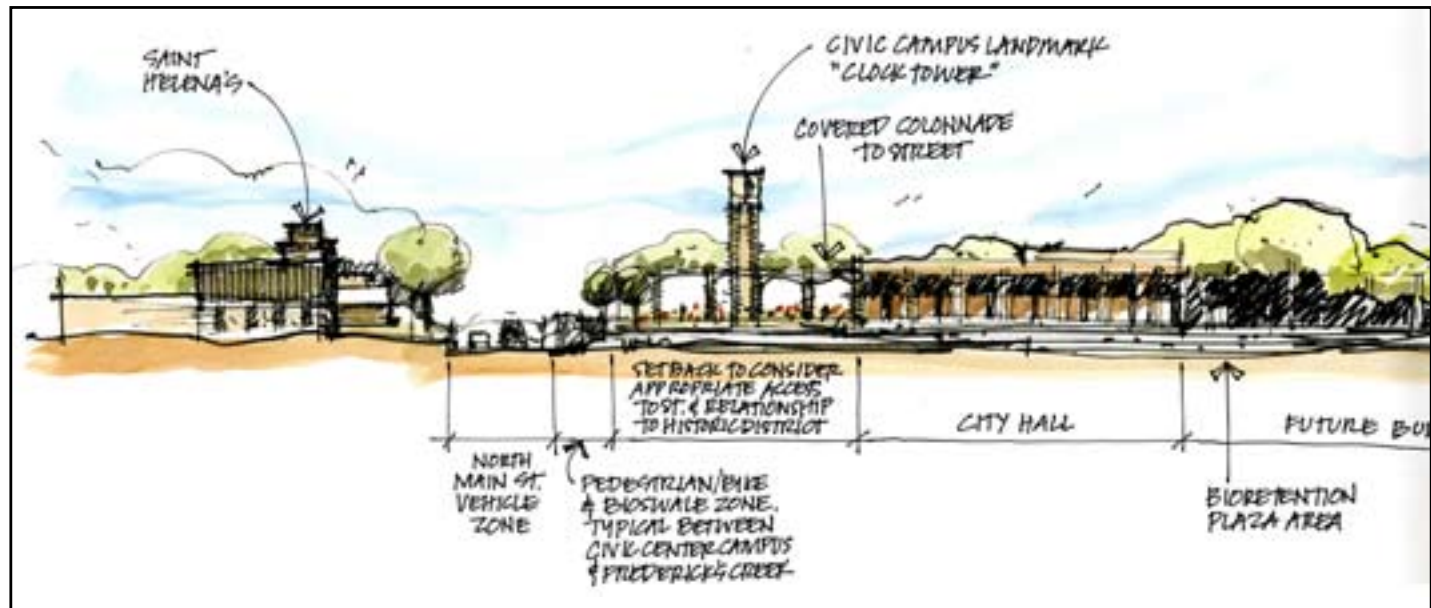 SAINT
HELENA'S
CIVIC CAMPUS LANDMARK
"CLOCK TOWER"
COVERED COLONNADE
TO STREET
SETBACK TO CONSIDER
APPROPRIATE ACCESS
TO ST. & RELATIONSHIP
TO HISTORIC DISTRICT
CITY HALL
FUTURE BU
NORTH
MAIN ST.
VEHICLE
ZONE
PEDESTRIAN/BIKE
& BIOSWALE ZONE.
TYPICAL BETWEEN
CIVIC CENTER CAMPUS
& FREDERICK'S CREEK
BIORETENTION
PLAZA AREA